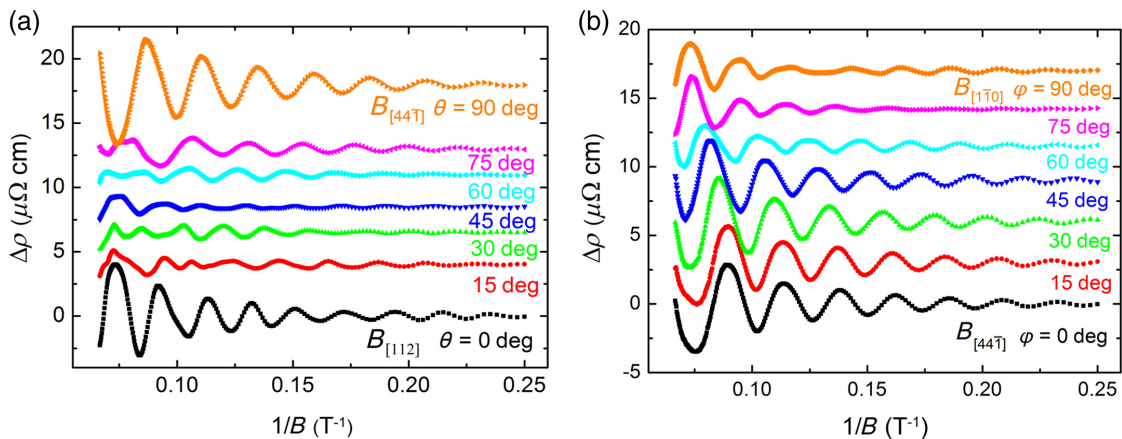 (a)
20
15
10
5
0
Δρ (μΩ cm)
B[441̄] θ = 90 deg
75 deg
60 deg
45 deg
30 deg
15 deg
B[112] θ = 0 deg
0.10 0.15 0.20 0.25
1/B (T⁻¹)
(b)
20
15
10
5
0
-5
Δρ (μΩ cm)
B[11̄0] φ = 90 deg
75 deg
60 deg
45 deg
30 deg
15 deg
B[441̄] φ = 0 deg
0.10 0.15 0.20 0.25
1/B (T⁻¹)